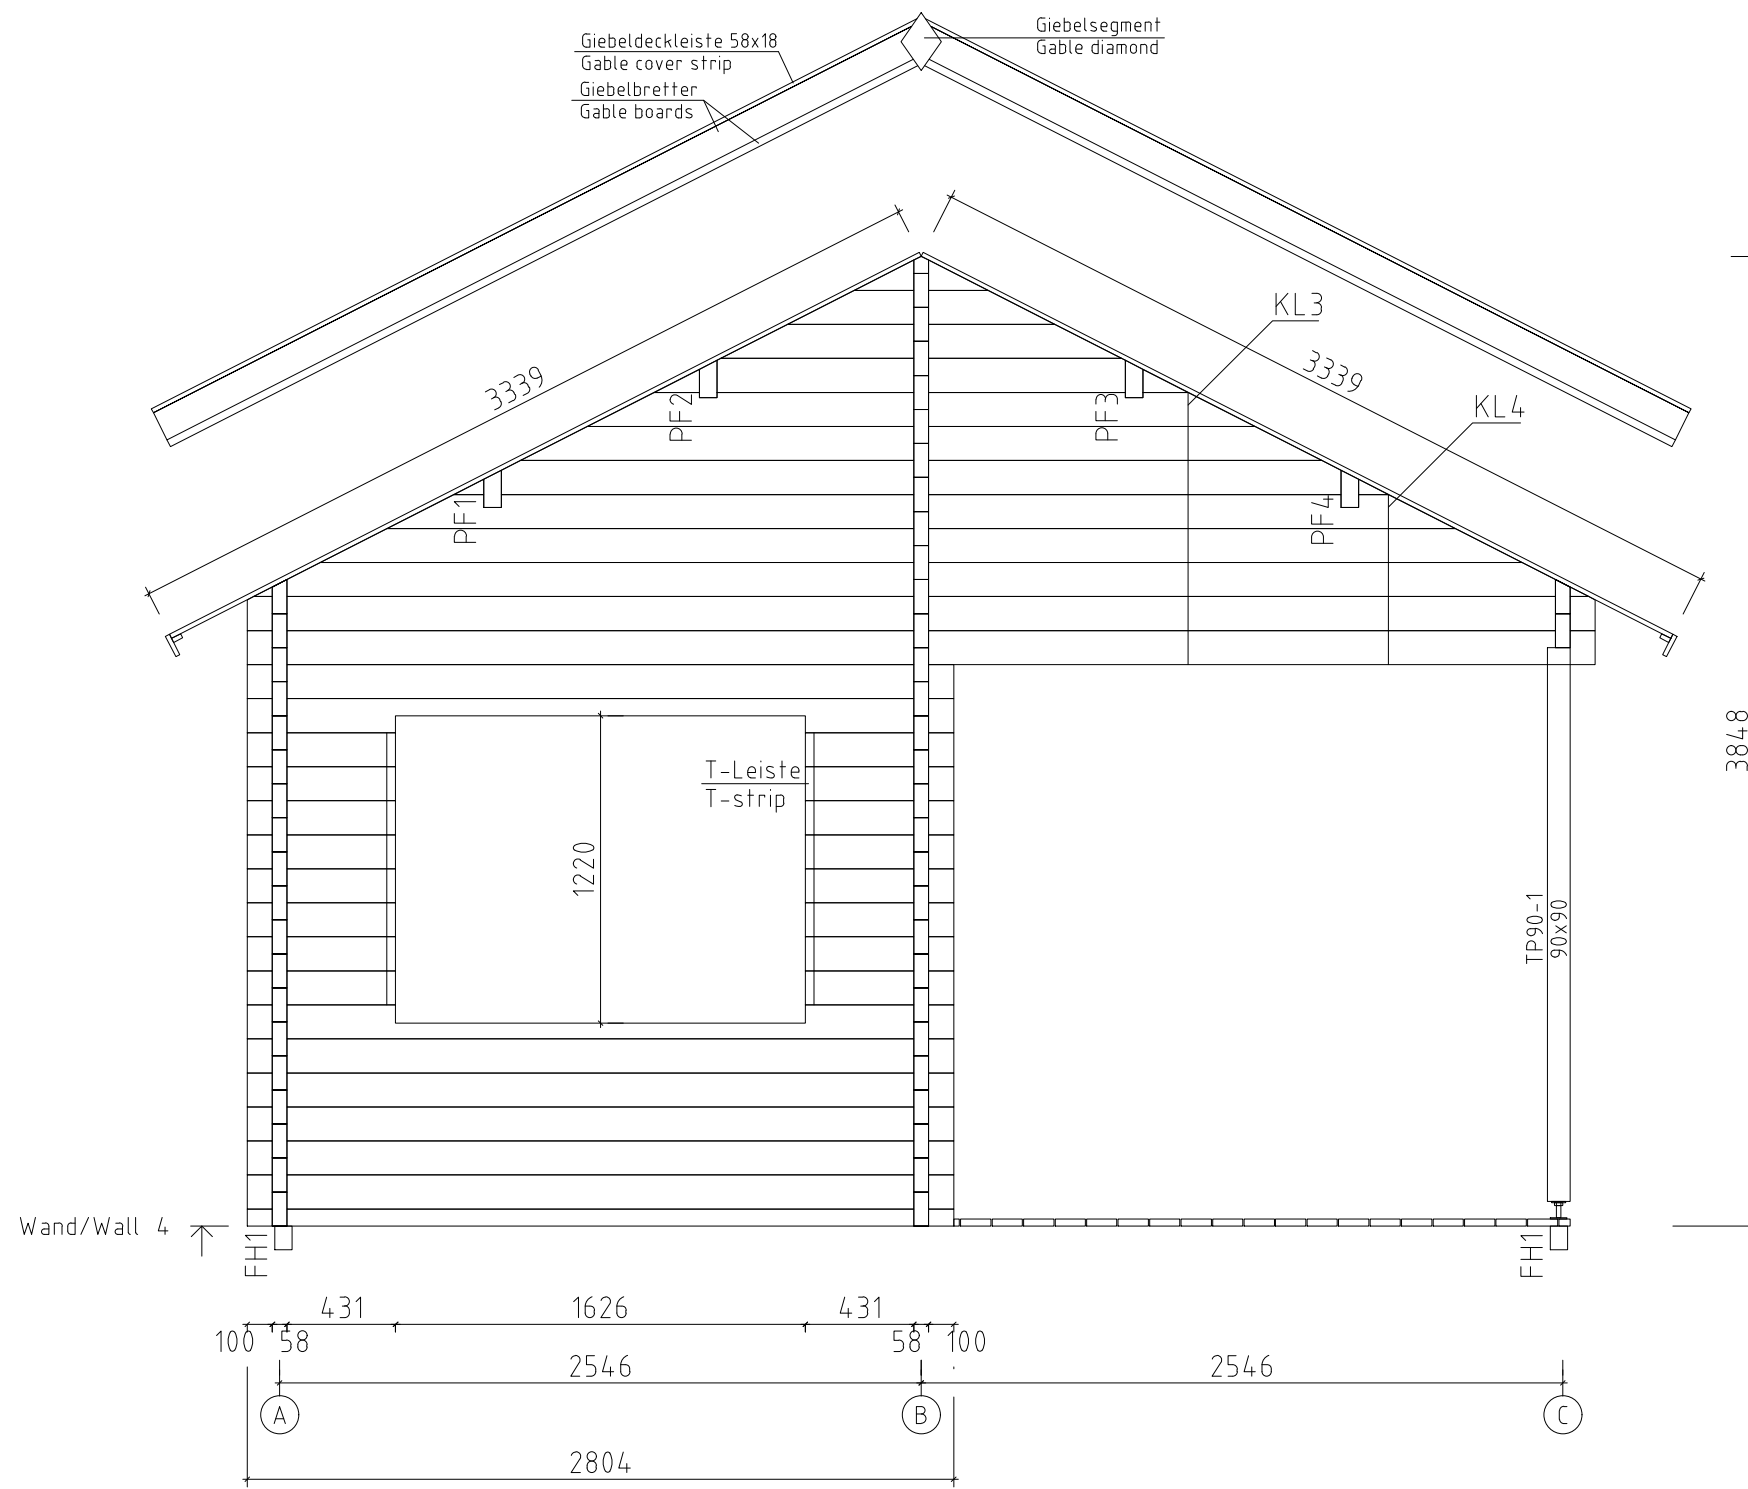 Giebeldeckleiste 58x18
Gable cover strip
Giebelbretter
Gable boards
Giebelsegment
Gable diamond
3339
3339
KL3
KL4
PF1
PF2
PF3
PF4
3848
T-Leiste
T-strip
1220
TP90-1
90x90
Wand/Wall 4
FH1
FH1
431
1626
431
100
58
58
100
2546
2546
A
B
C
2804